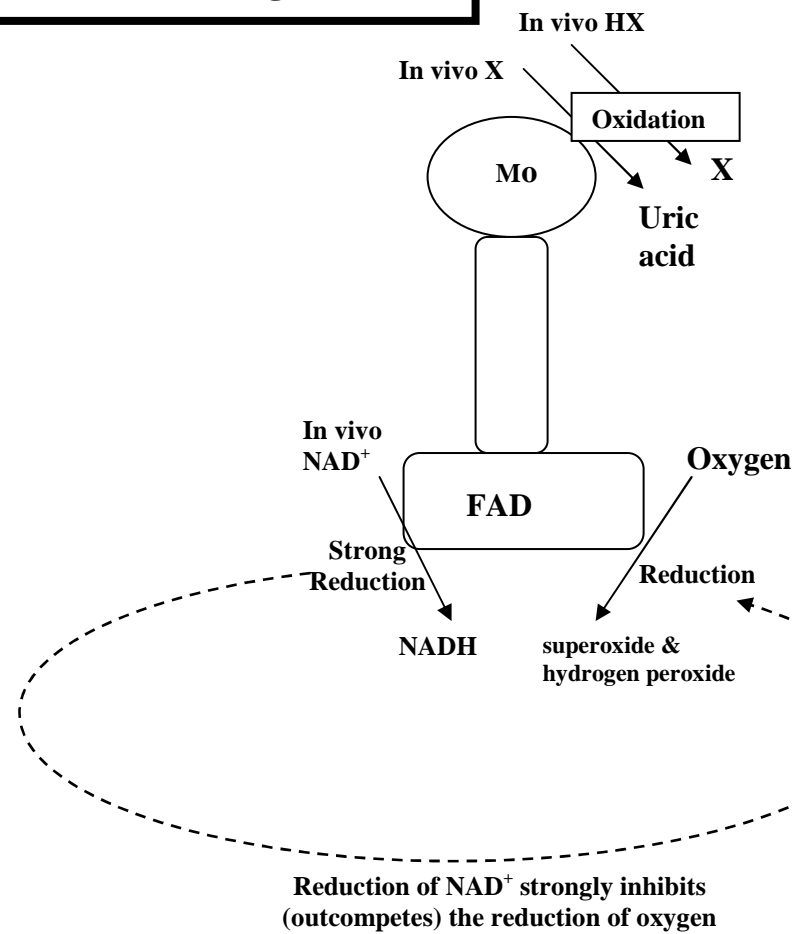 In vivo HX
In vivo X
Oxidation
Mo
X
Uric
acid
In vivo
NAD⁺
Oxygen
FAD
Strong
Reduction
Reduction
NADH
superoxide &
hydrogen peroxide
Reduction of NAD⁺ strongly inhibits
(outcompetes) the reduction of oxygen